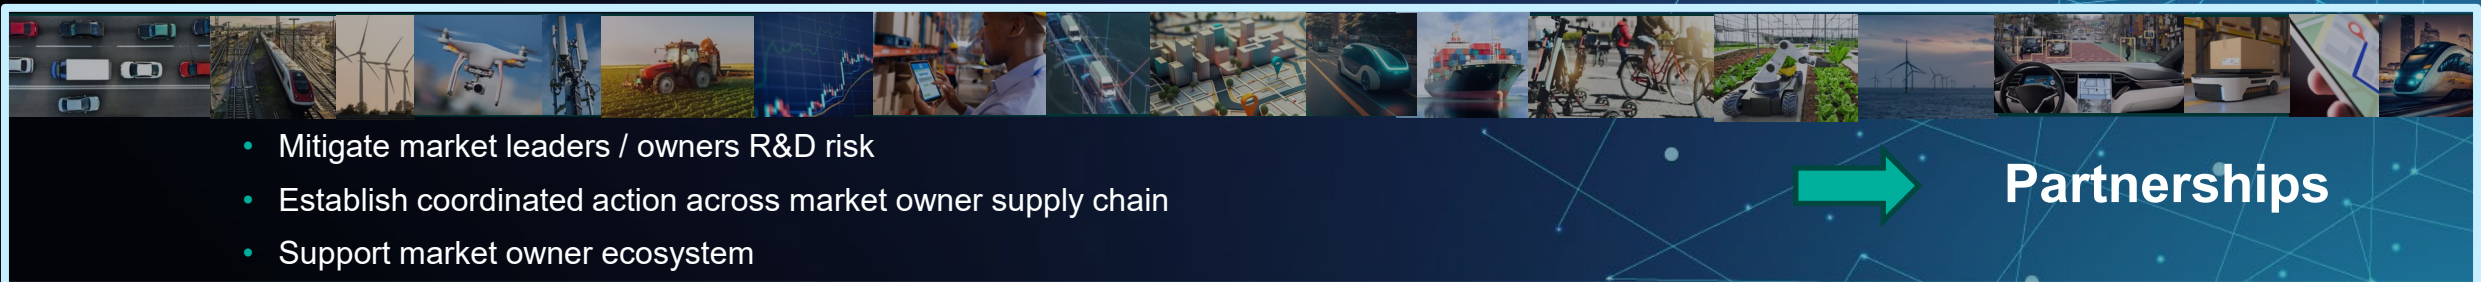 • Mitigate market leaders / owners R&D risk
• Establish coordinated action across market owner supply chain
• Support market owner ecosystem
Partnerships